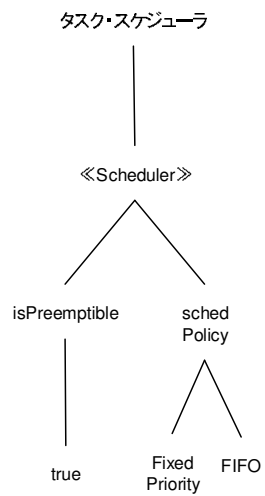 タスク・スケジューラ
≪Scheduler≫
isPreemptible
sched
Policy
true
Fixed
Priority
FIFO